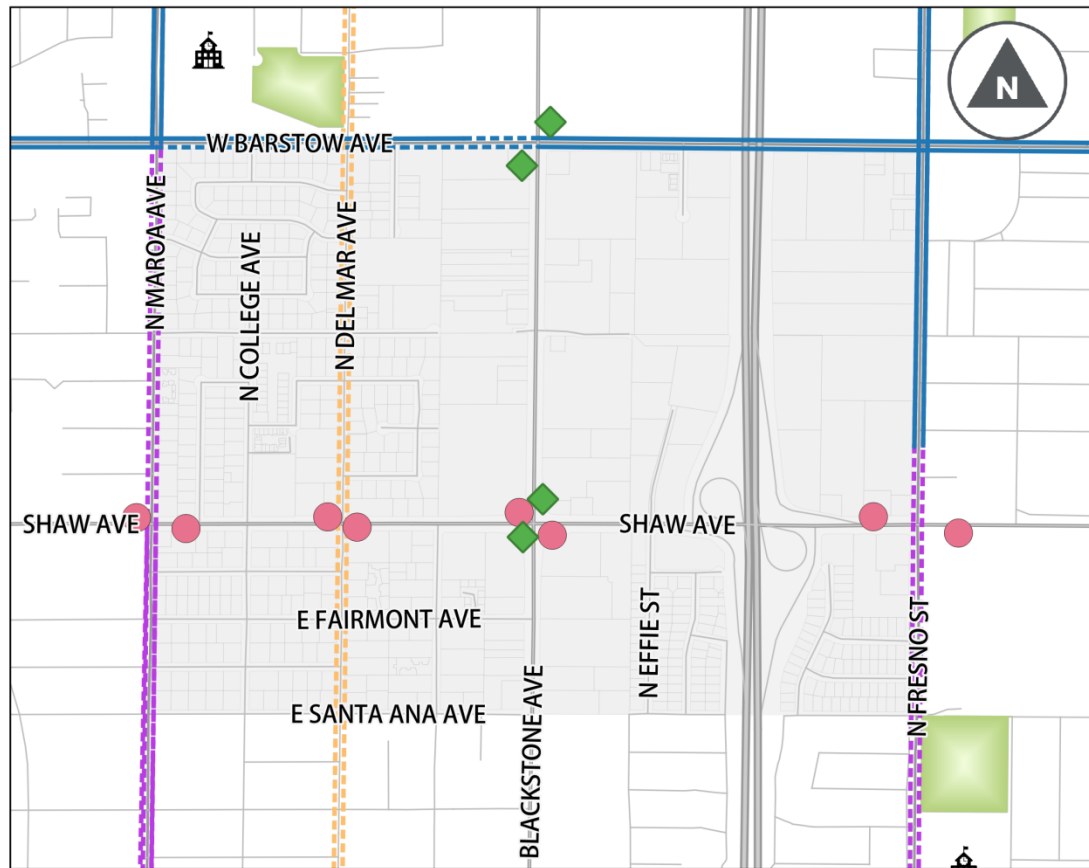 N
W BARSTOW AVE
N MAROA AVE
N COLLEGE AVE
N DEL MAR AVE
SHAW AVE
SHAW AVE
E FAIRMONT AVE
N EFFIE ST
N FRESNO ST
E SANTA ANA AVE
BLACKSTONE AVE